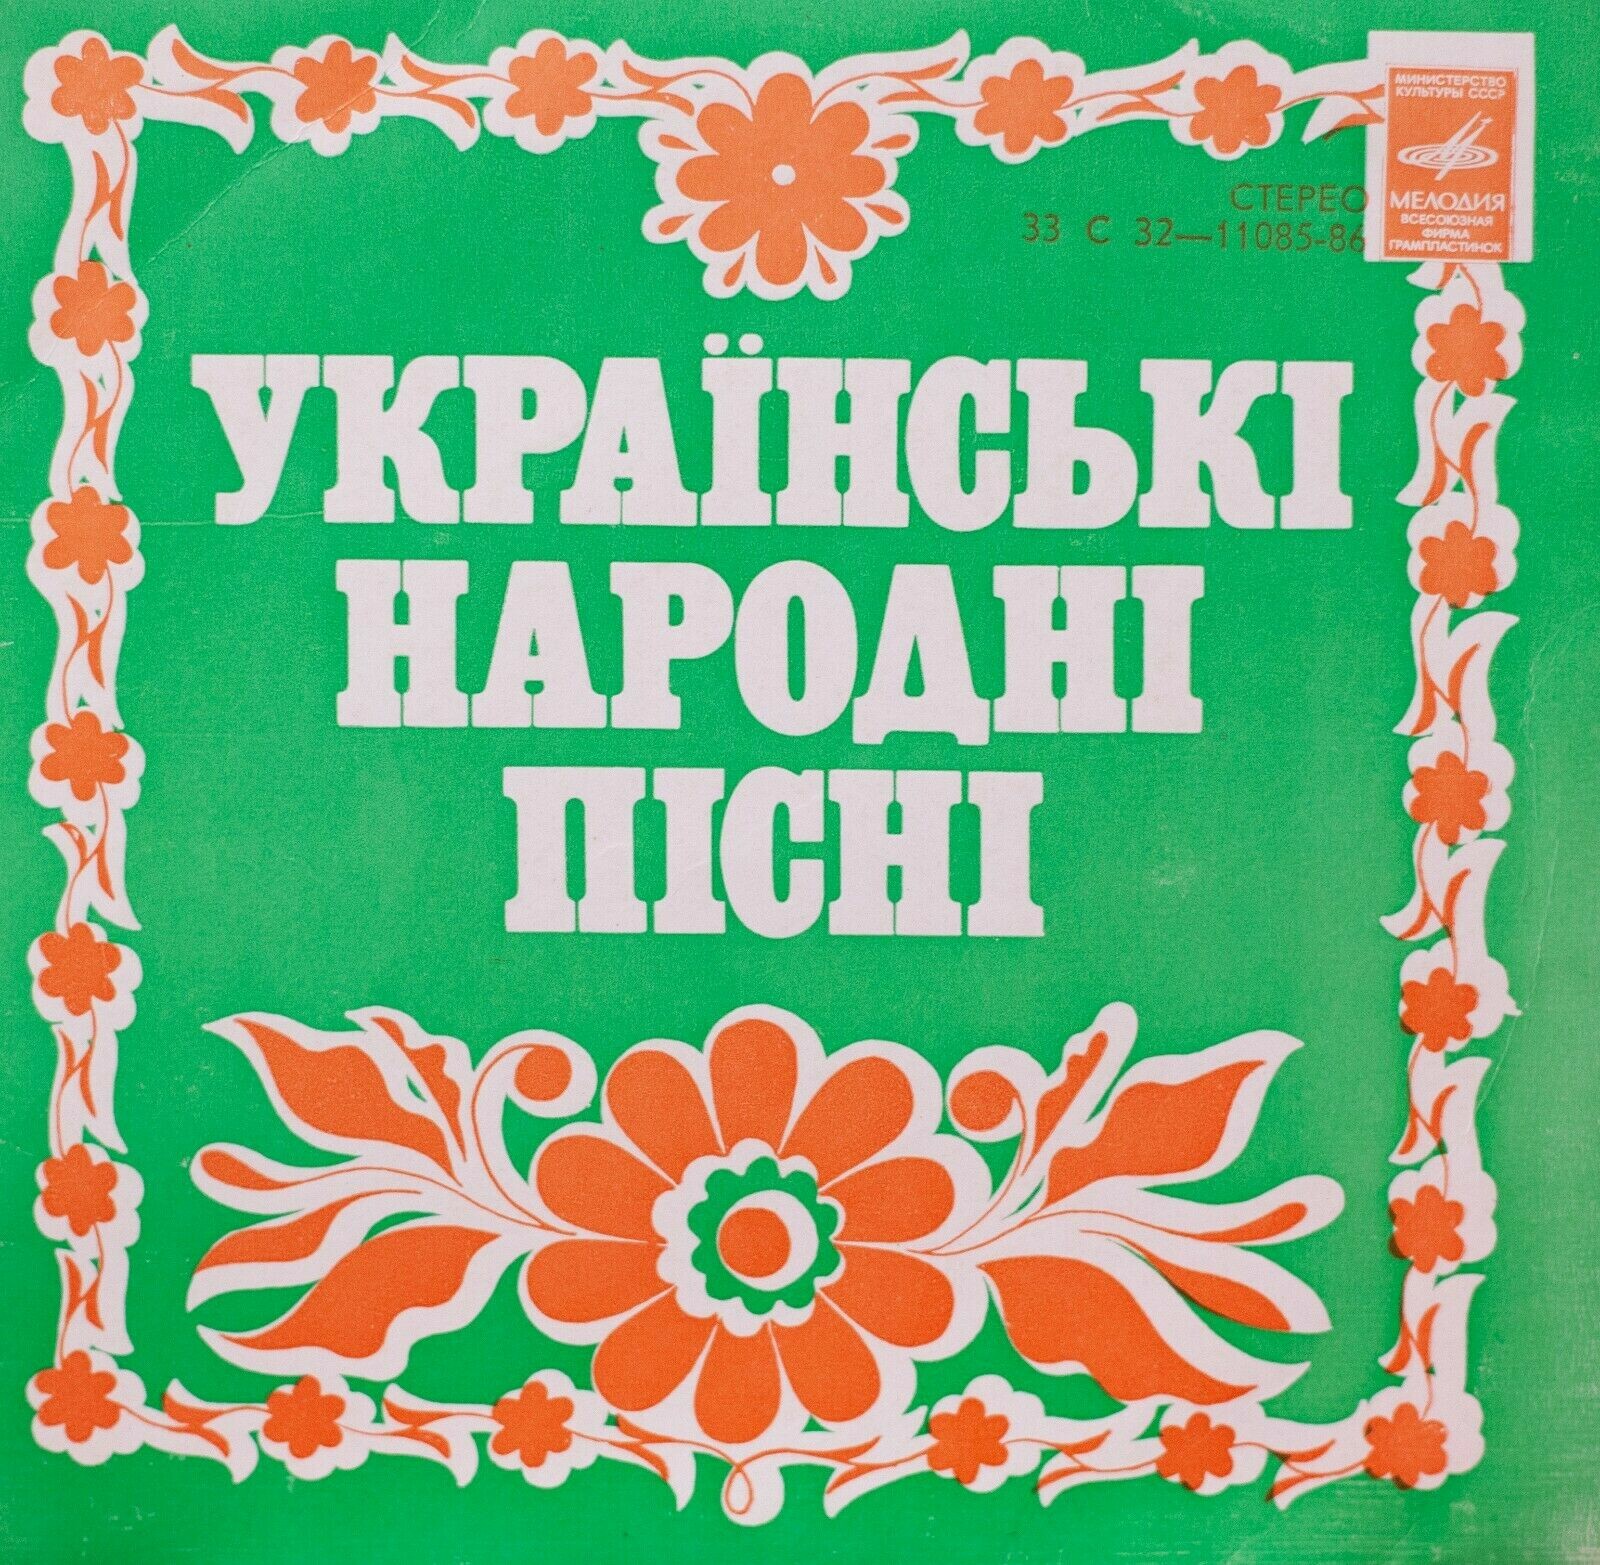 МИНИСТЕРСТВО
КУЛЬТУРЫ СССР
МЕЛОДИЯ
ВСЕСОЮЗНАЯ
ФИРМА
ГРАМПЛАСТИНОК
СТЕРЕО
33 С 32—11085-86
УКРАЇНСЬКІ
НАРОДНІ
ПІСНІ